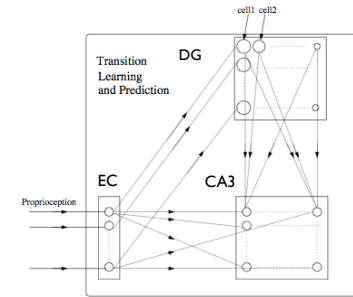 cell1 cell2
DG
Transition
Learning
and Prediction
EC
CA3
Proprioception